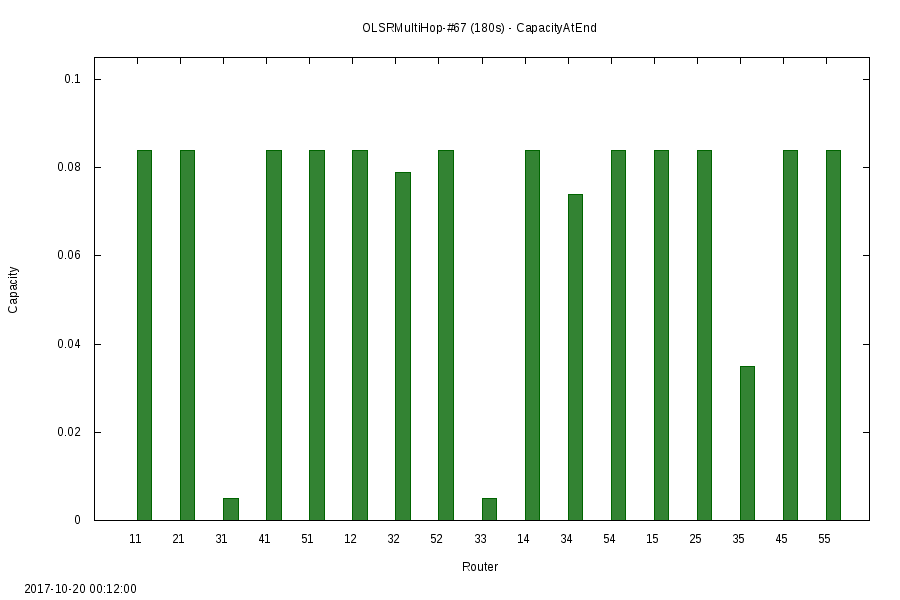 OLSRMultiHop-#67 (180s) - CapacityAtEnd
0.1
0.08
0.06
0.04
0.02
0
Capacity
11 21 31 41 51 12 32 52 33 14 34 54 15 25 35 45 55
Router
2017-10-20 00:12:00